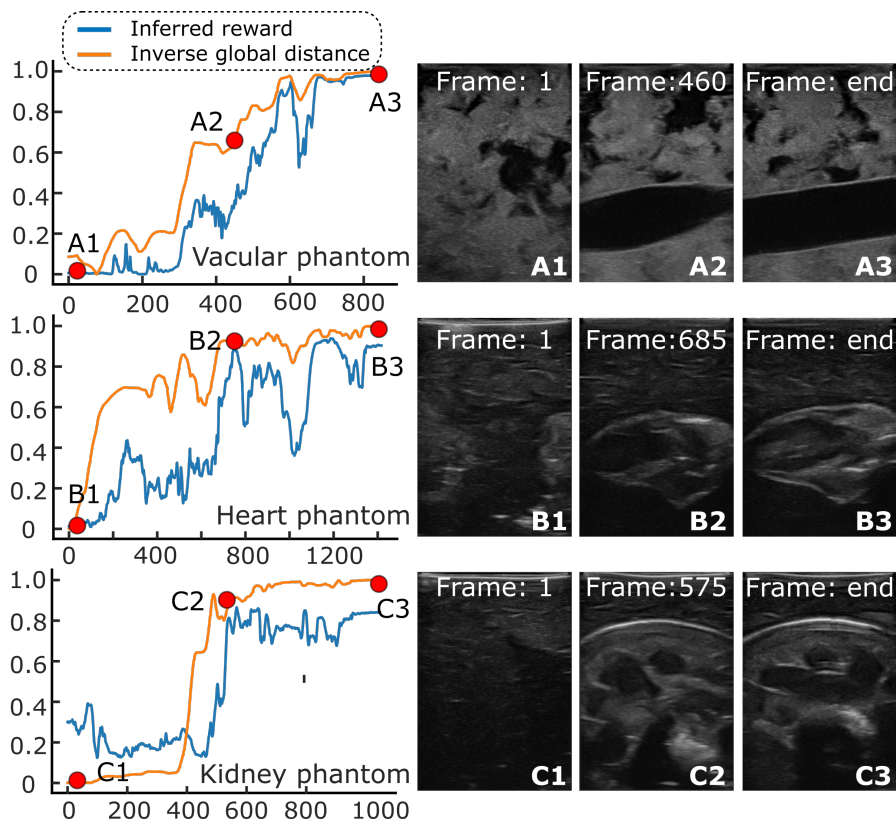 Inferred reward
Inverse global distance
1.0
0.8
0.6
0.4
0.2
0
A1
A2
A3
Vacular phantom
0 200 400 600 800
Frame: 1
A1
Frame:460
A2
Frame: end
A3
1.0
0.8
0.6
0.4
0.2
0
B1
B2
B3
Heart phantom
0 400 800 1200
Frame: 1
B1
Frame:685
B2
Frame: end
B3
1.0
0.8
0.6
0.4
0.2
0
C1
C2
C3
Kidney phantom
0 200 400 600 800 1000
Frame: 1
C1
Frame:575
C2
Frame: end
C3